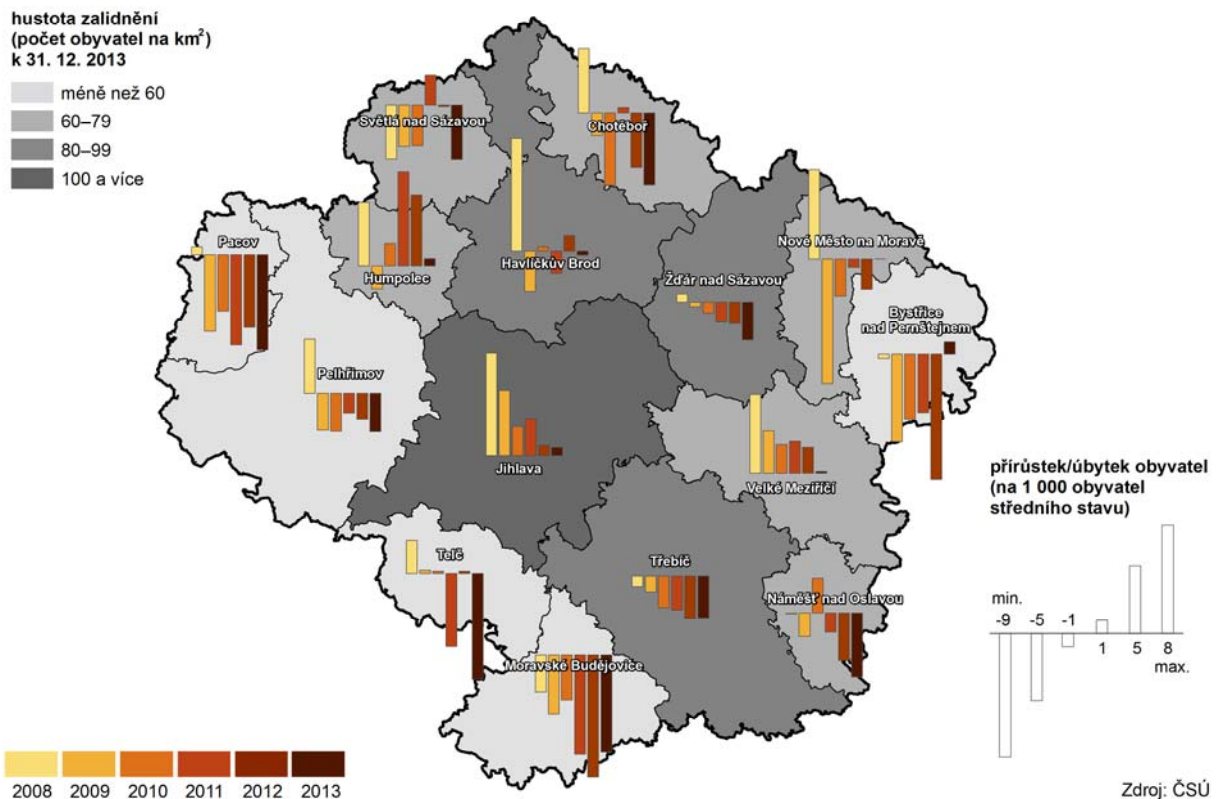 hustota zalidnění
(počet obyvatel na km²)
k 31. 12. 2013
méně než 60
60–79
80–99
100 a více
Světlá nad Sázavou
Chotěboř
Pacov
Humpolec
Havlíčkův Brod
Nové Město na Moravě
Žďár nad Sázavou
Bystřice
nad Pernštejnem
Pelhřimov
Jihlava
Velké Meziříčí
Telč
Třebíč
Náměšť nad Oslavou
Moravské Budějovice
přírůstek/úbytek obyvatel
(na 1 000 obyvatel
středního stavu)
min.
-9 -5 -1
1 5 8
max.
2008 2009 2010 2011 2012 2013
Zdroj: ČSÚ